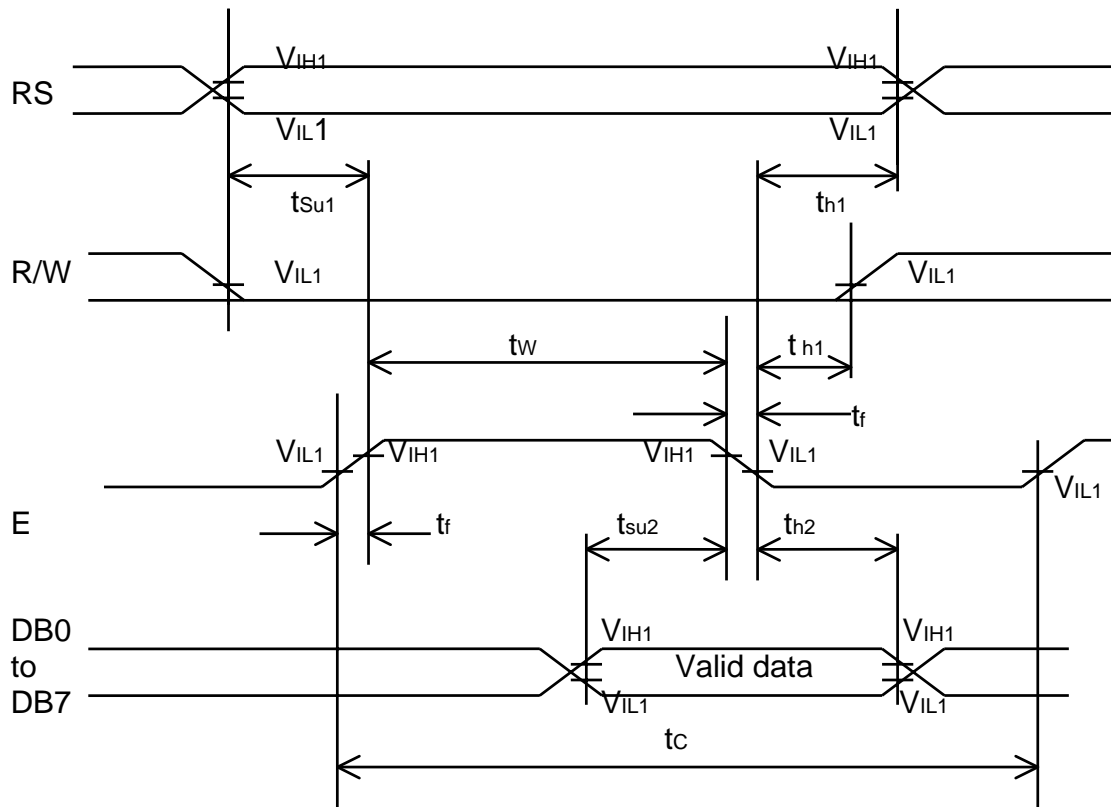 VIH1 VIH1
RS
VIL1 VIL1
tSu1 th1
R/W VIL1 VIL1
tW th1
tf
VIL1 VIH1 VIH1 VIL1 VIL1
E tf tsu2 th2
DB0 VIH1 VIH1
to Valid data
DB7 VIL1 VIL1
tC